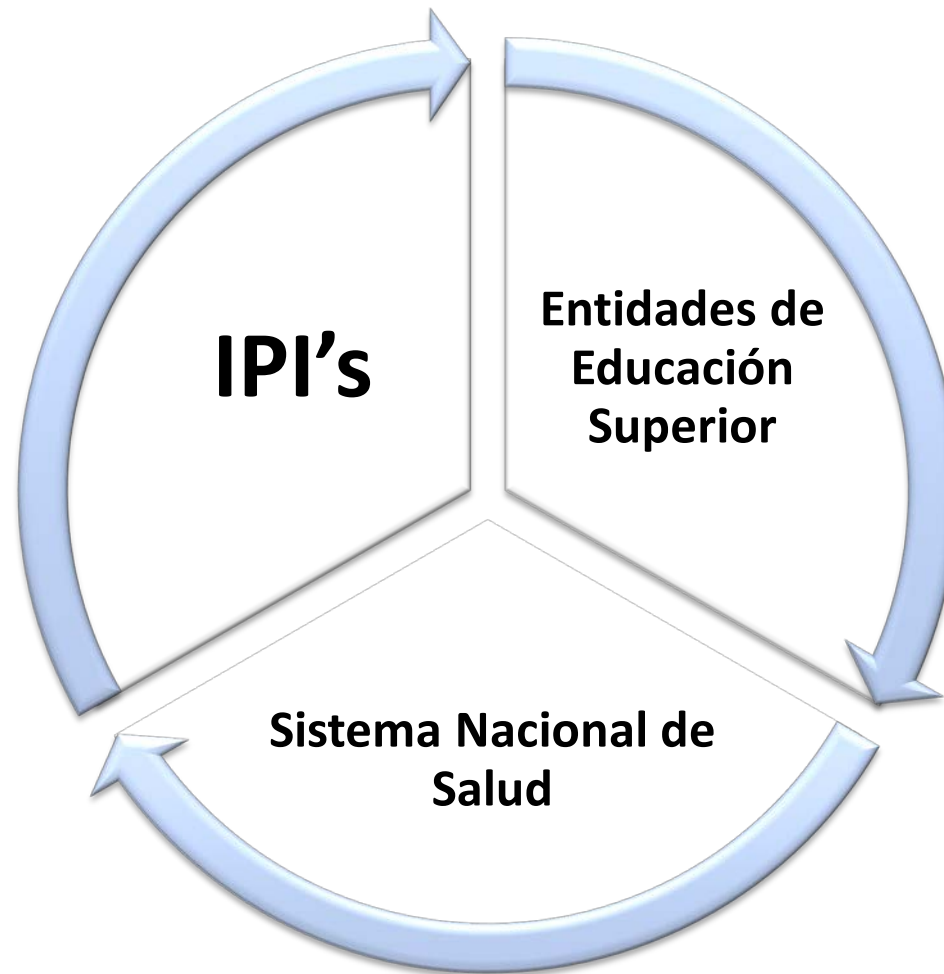 IPI’s
Entidades de
Educación
Superior
Sistema Nacional de
Salud